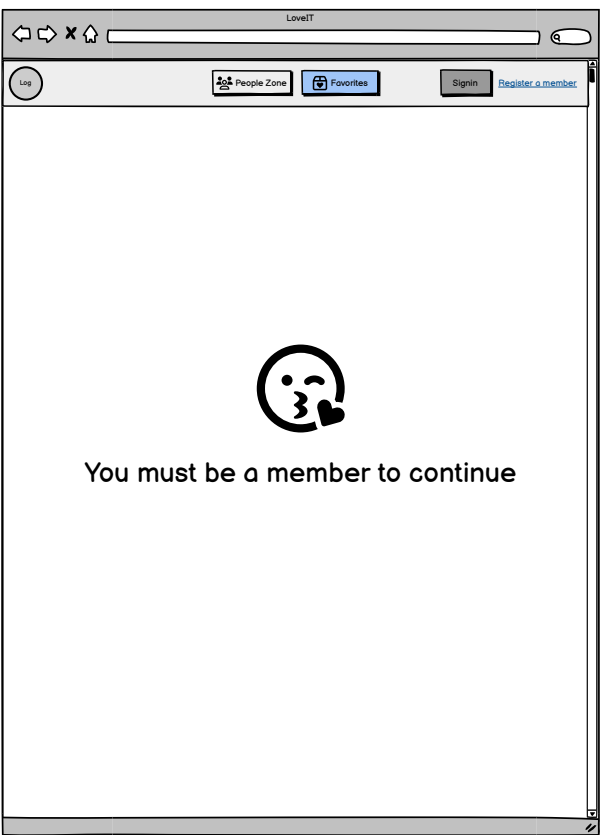 LoveIT
Log
People Zone
Favorites
Signin
Register a member
You must be a member to continue